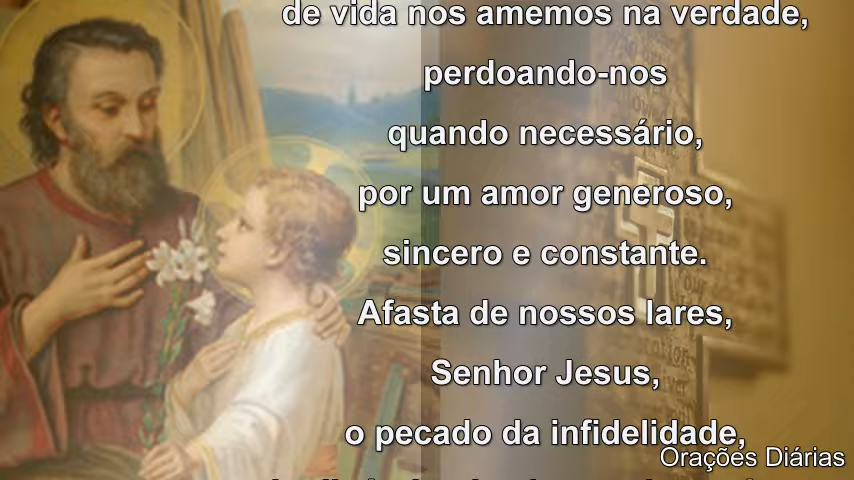 de vida nos amemos na verdade,
perdoando-nos
quando necessário,
por um amor generoso,
sincero e constante.
Afasta de nossos lares,
Senhor Jesus,
o pecado da infidelidade,
Orações Diárias